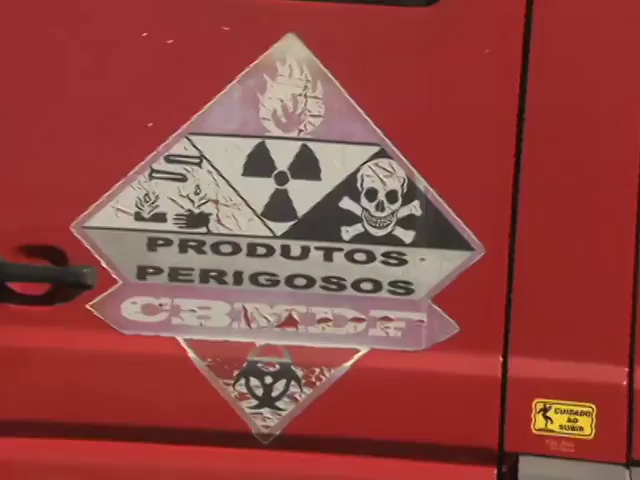 PRODUTOS
PERIGOSOS
CBMDF
CUIDADO
AO
SUBIR